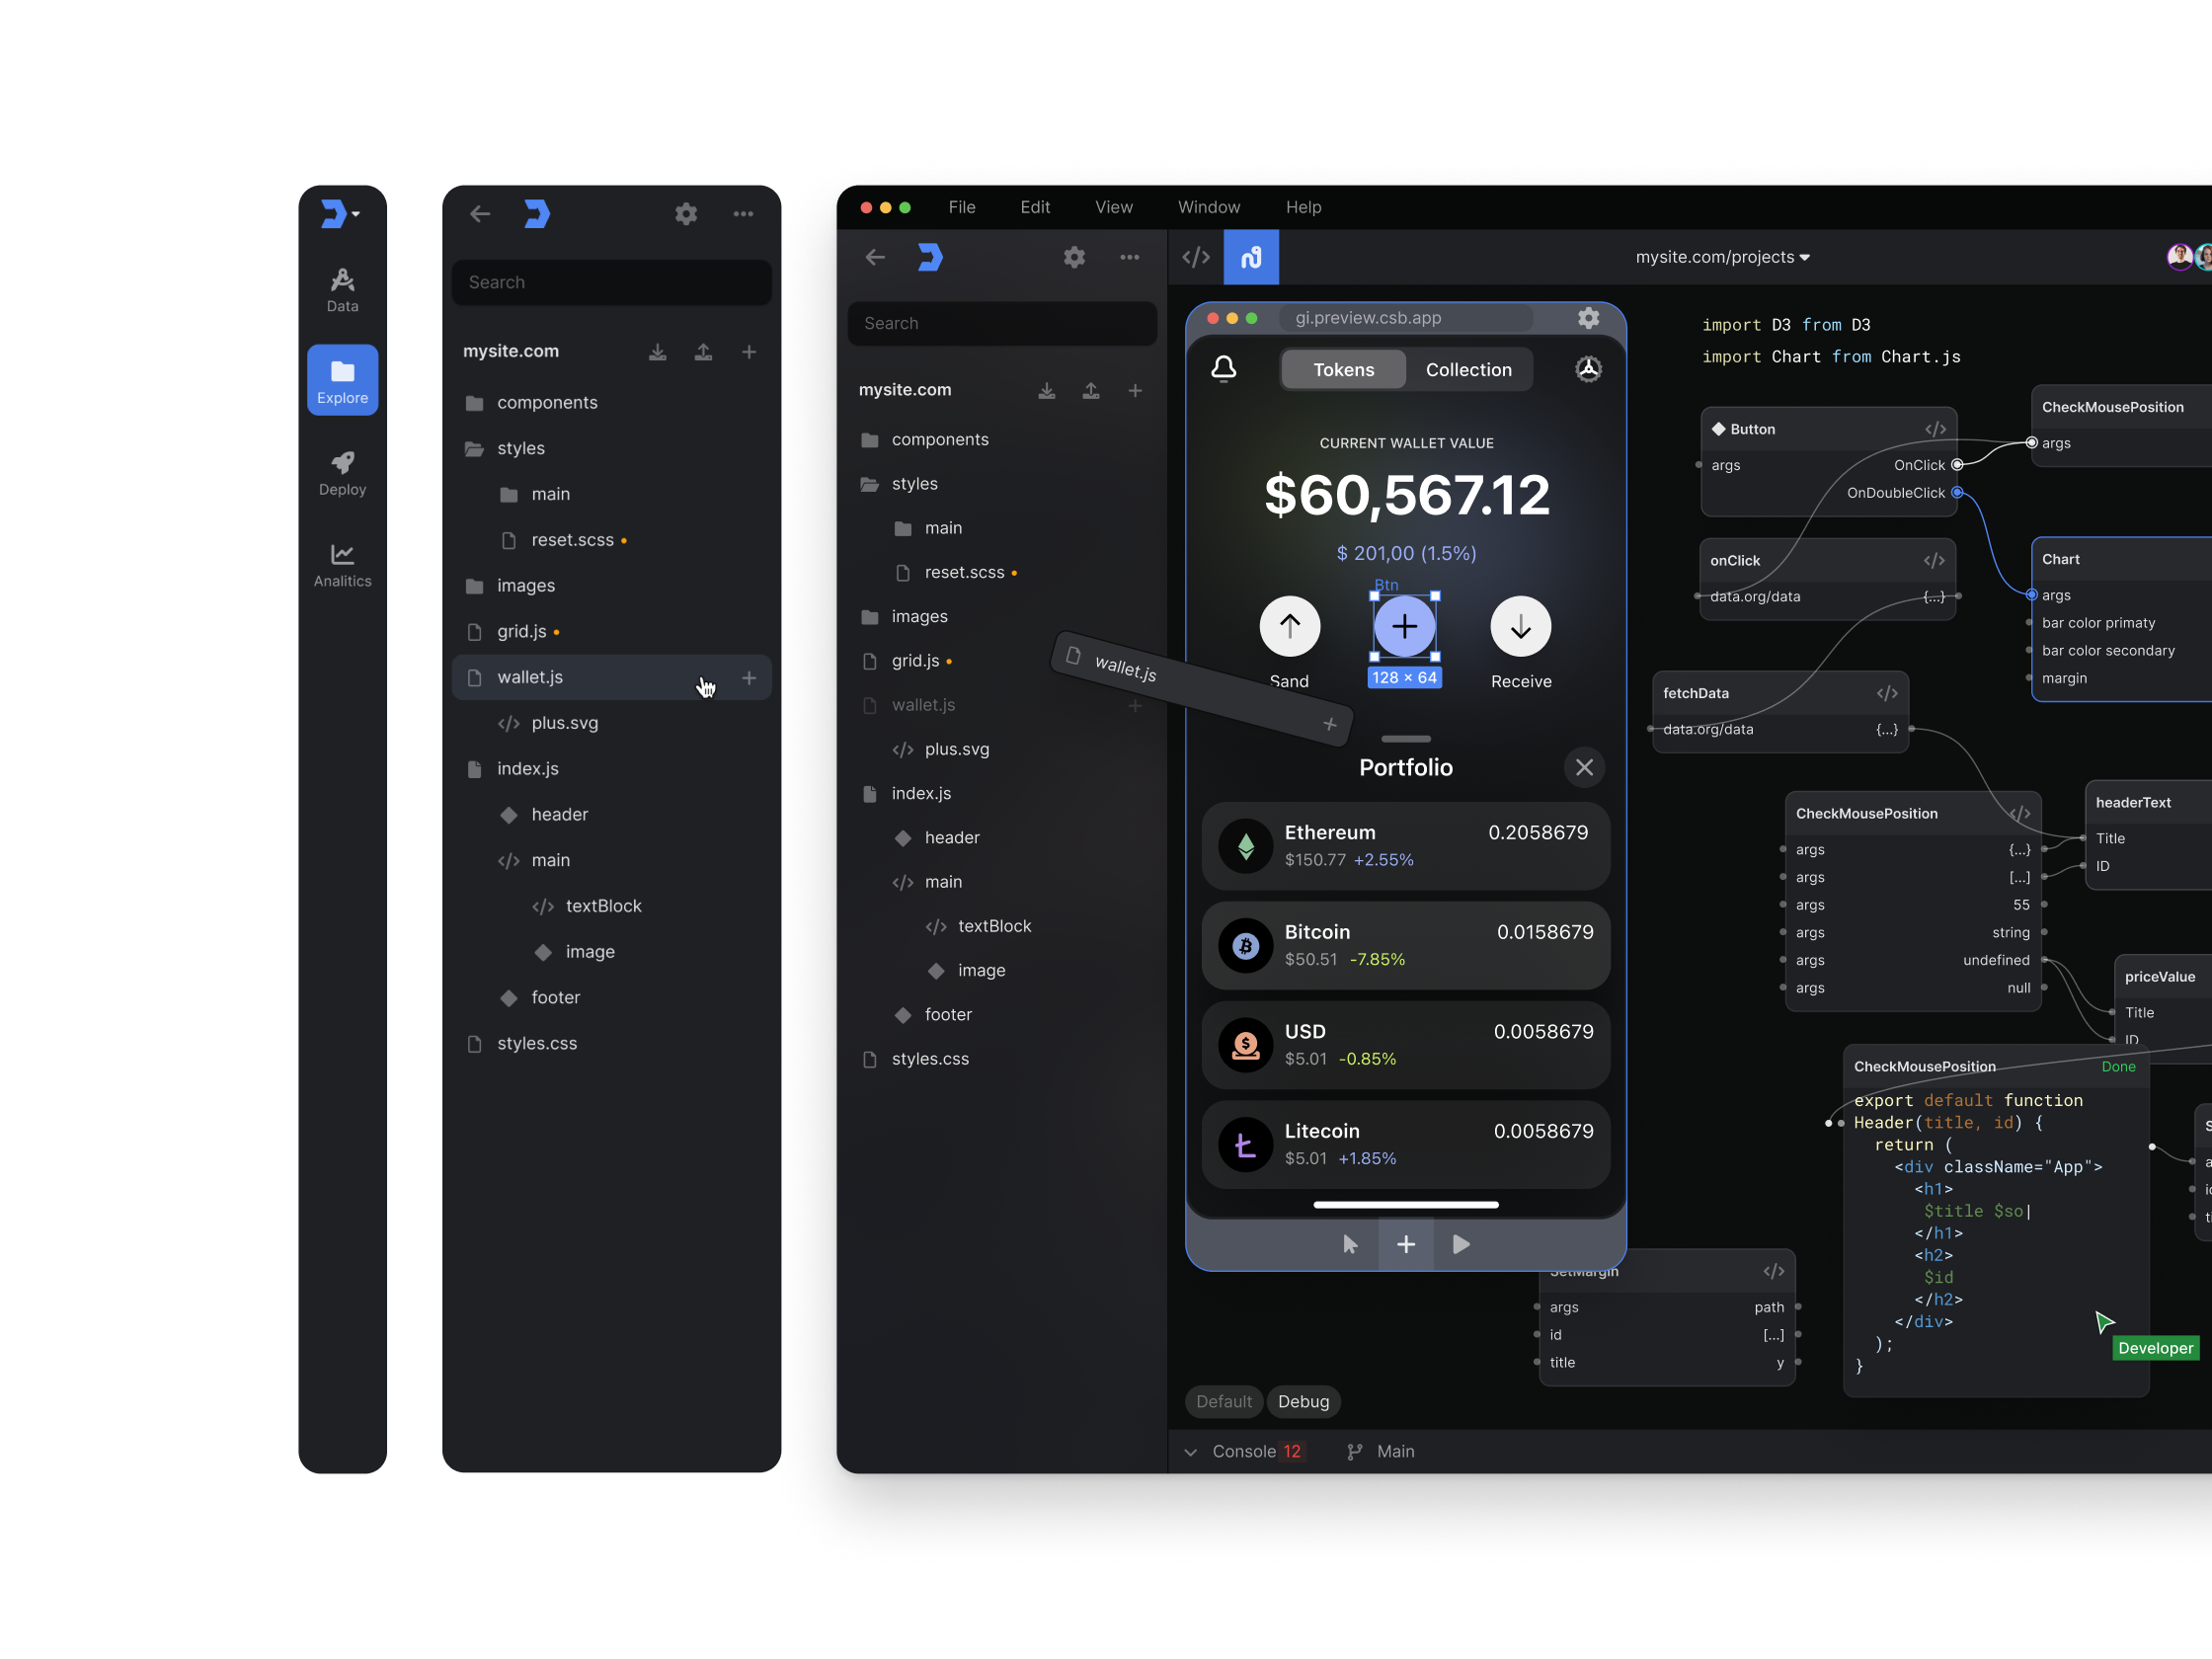 Data
Explore
Deploy
Analitics
Search
mysite.com
components
styles
main
reset.scss
images
grid.js
wallet.js
plus.svg
index.js
header
main
textBlock
image
footer
styles.css
File Edit View Window Help
Search
mysite.com
components
styles
main
reset.scss
images
grid.js
wallet.js
plus.svg
index.js
header
main
textBlock
image
footer
styles.css
wallet.js
mysite.com/projects
gi.preview.csb.app
Tokens Collection
CURRENT WALLET VALUE
$60,567.12
$ 201,00 (1.5%)
Btn
128 × 64
Sand
Receive
Portfolio
Ethereum 0.2058679
$150.77 +2.55%
Bitcoin 0.0158679
$50.51 -7.85%
USD 0.0058679
$5.01 -0.85%
Litecoin 0.0058679
$5.01 +1.85%
import D3 from D3
import Chart from Chart.js
Button
args OnClick
OnDoubleClick
CheckMousePosition
args
onClick
data.org/data {...}
Chart
args
bar color primaty
bar color secondary
margin
fetchData
data.org/data {...}
CheckMousePosition
args {...}
args [...]
args 55
args string
args undefined
args null
headerText
Title
ID
priceValue
Title
ID
CheckMousePosition Done
export default function
Header(title, id) {
return (
<div className="App">
<h1>
$title $so|
</h1>
<h2>
$id
</h2>
</div>
);
}
Developer
SetMargin
args path
id [...]
title y
Default Debug
Console 12 Main